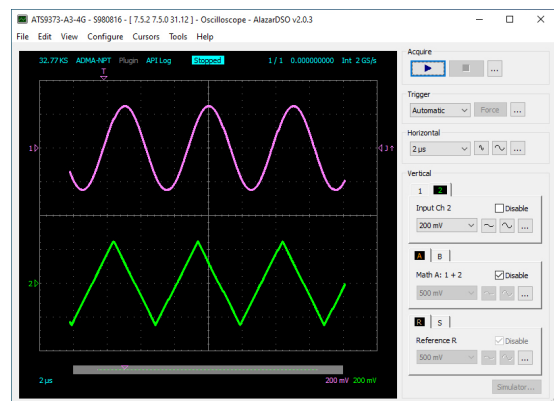 ATS9373-A3-4G - S980816 - [ 7.5.2 7.5.0 31.12 ] - Oscilloscope - AlazarDSO v2.0.3
File Edit View Configure Cursors Tools Help
32.77 KS ADMA-NPT Plugin API Log Stopped 1 / 1 0.000000000 Int 2 GS/s
T
1
J
2
2 µs 200 mV 200 mV
Acquire
...
Trigger
Automatic Force ...
Horizontal
2 µs ...
Vertical
1 2
Input Ch 2 Disable
200 mV ...
A B
Math A: 1 + 2 Disable
500 mV ...
R S
Reference R Disable
500 mV ...
Simulator...